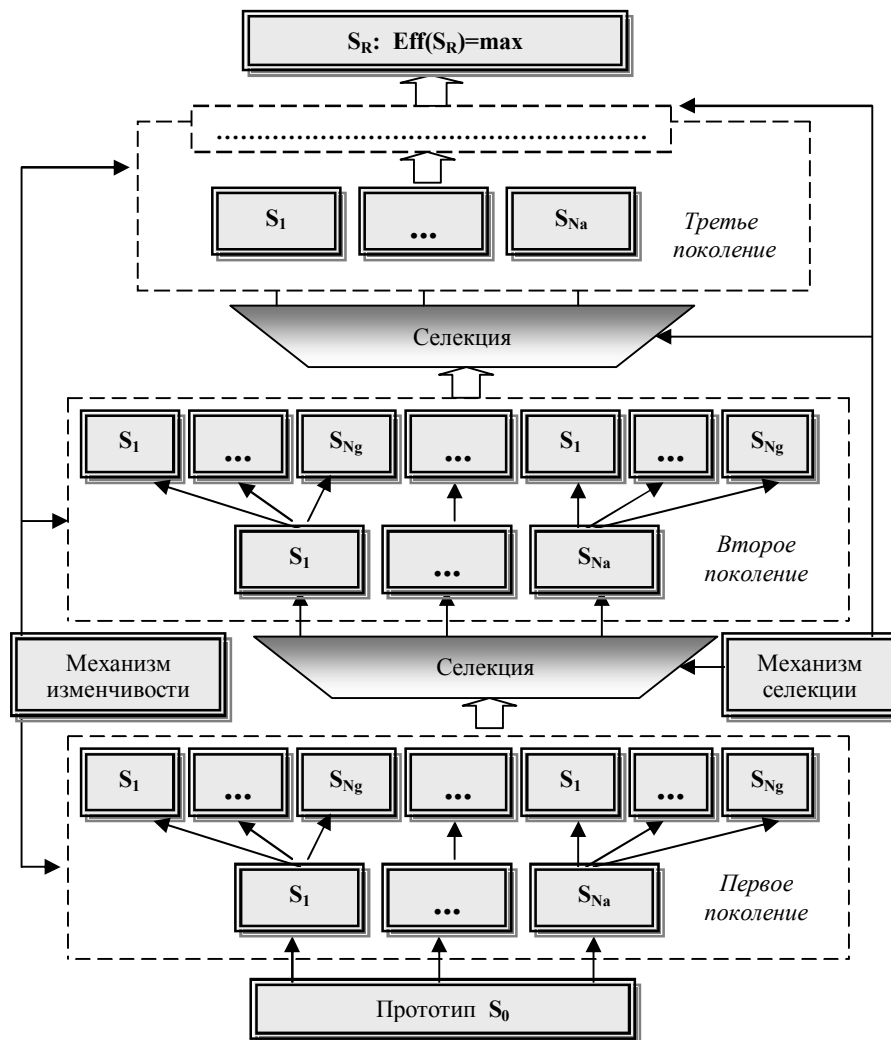 S_R: Eff(S_R)=max
...............................................
S_1 ... S_Na
Третье
поколение
Селекция
S_1 ... S_Ng ... S_1 ... S_Ng
S_1 ... S_Na
Второе
поколение
Механизм
изменчивости
Селекция
Механизм
селекции
S_1 ... S_Ng ... S_1 ... S_Ng
S_1 ... S_Na
Первое
поколение
Прототип S_0